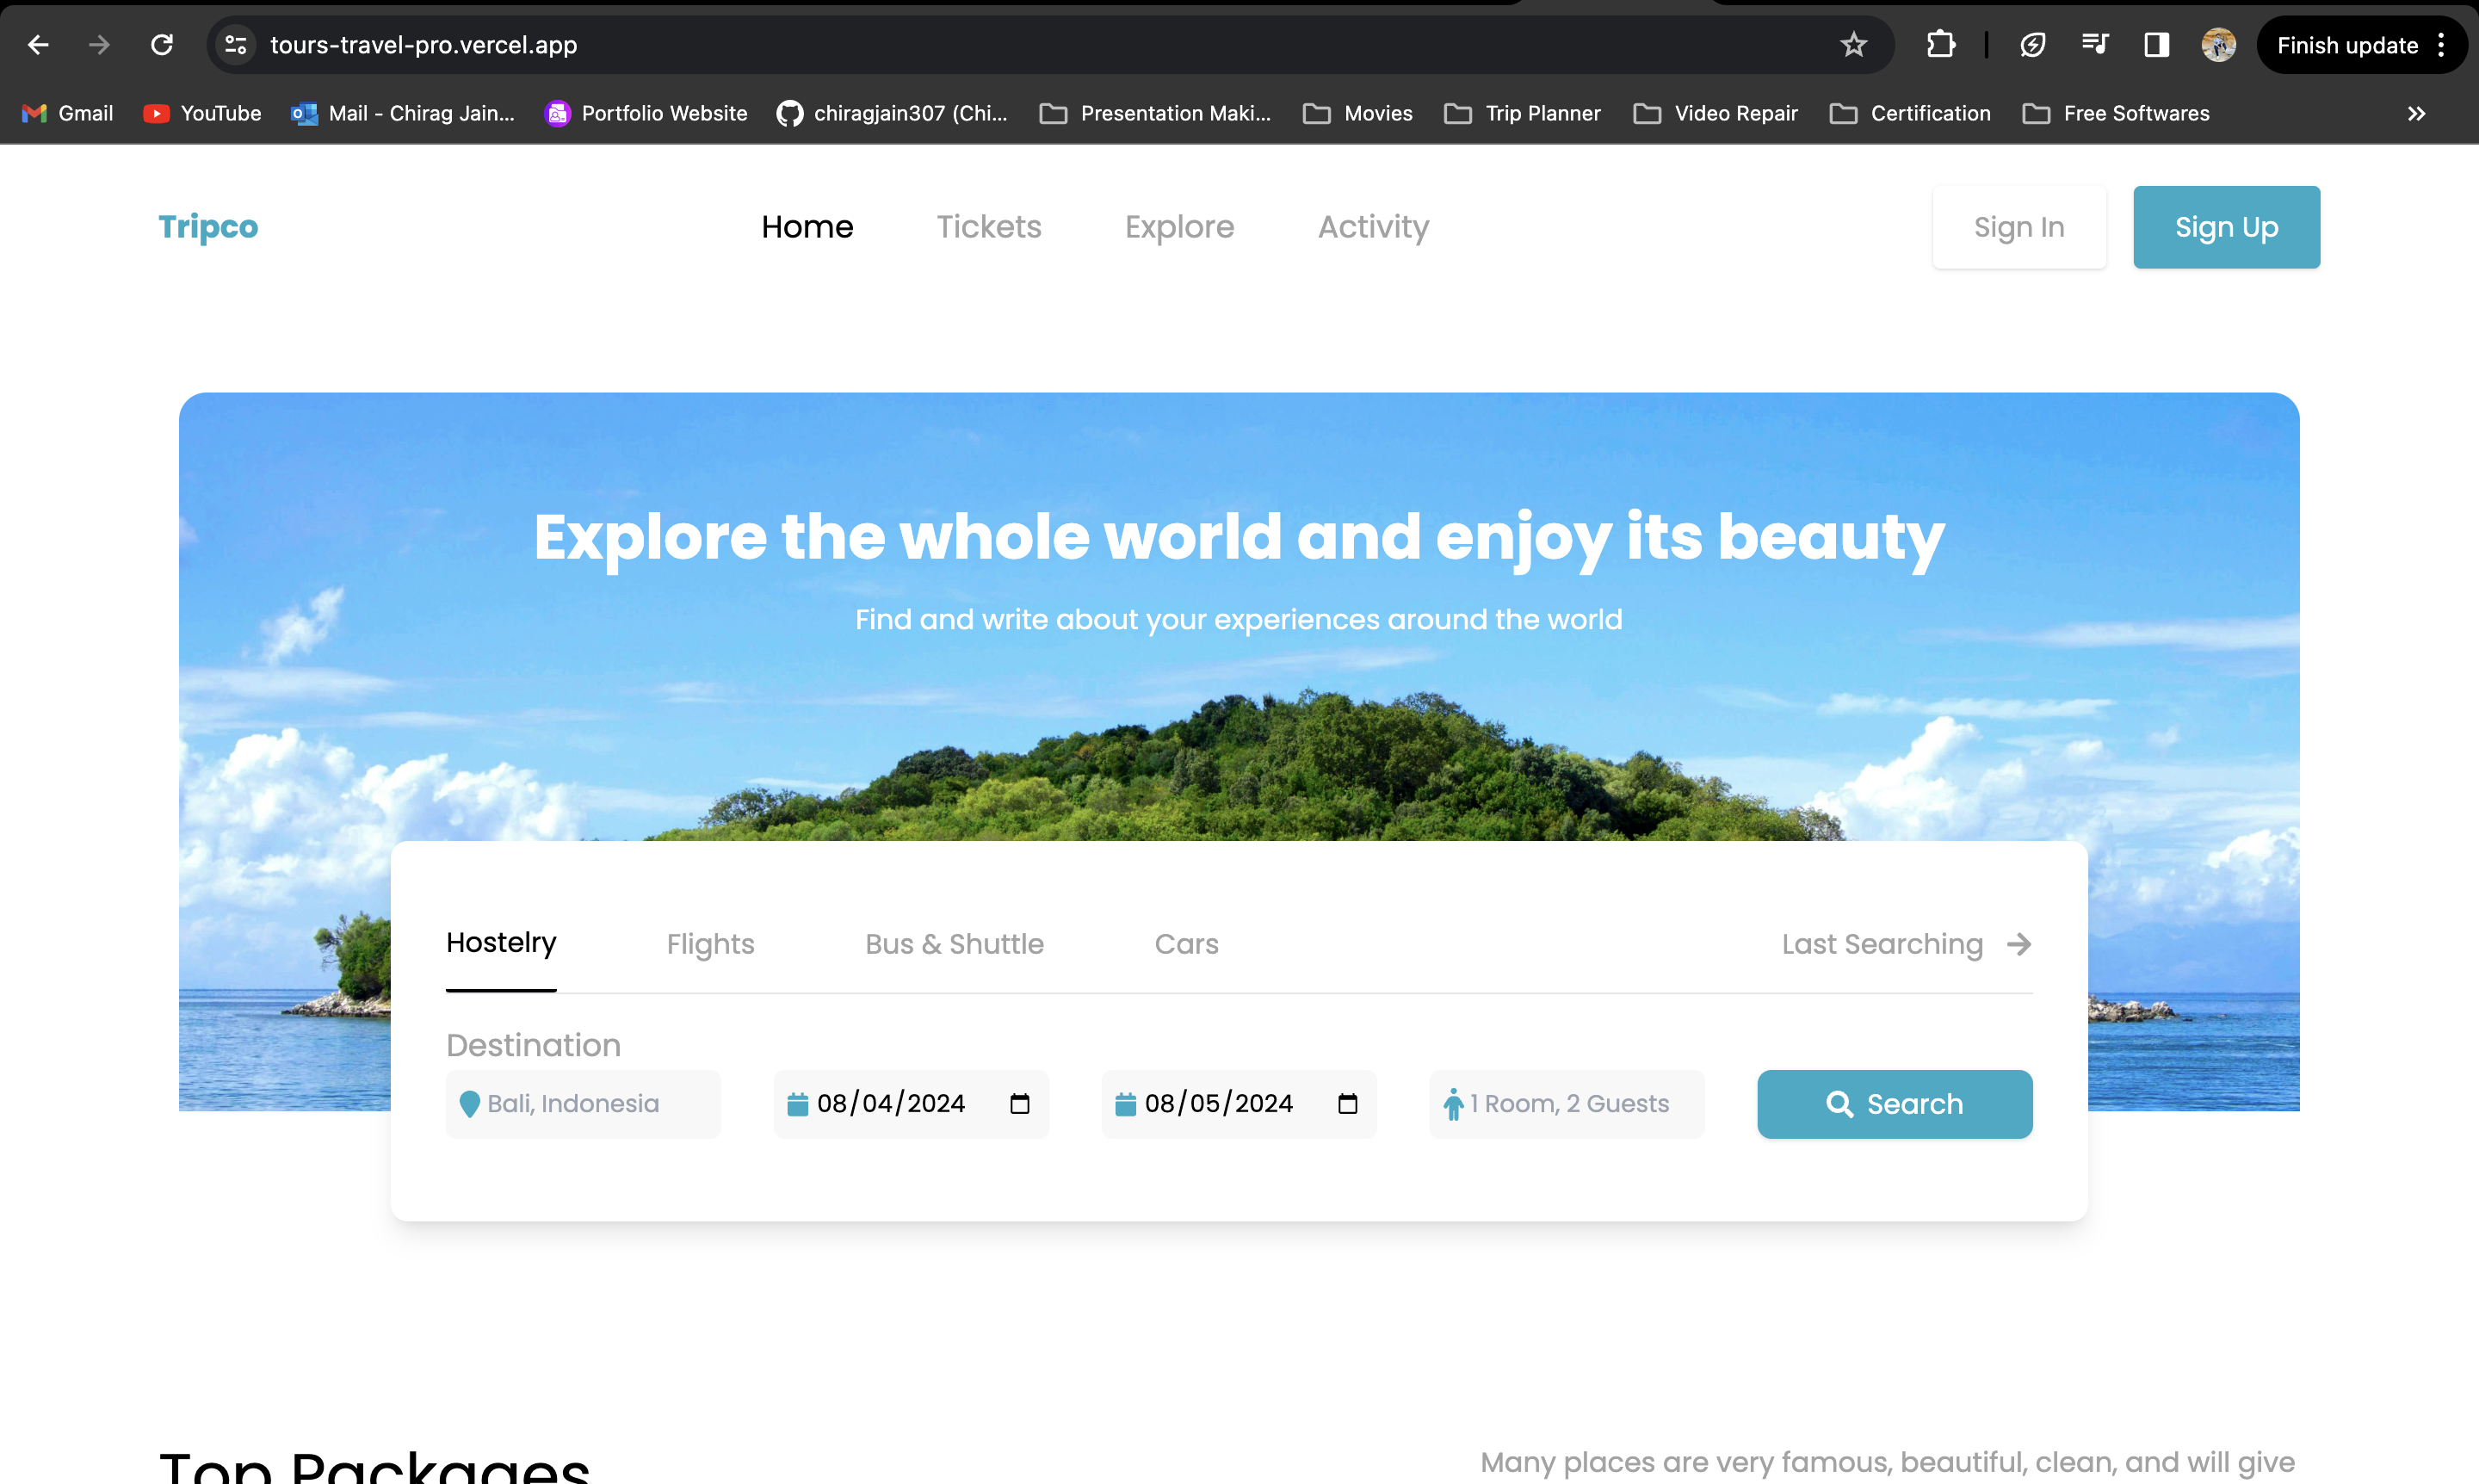 tours-travel-pro.vercel.app
Finish update
Gmail YouTube Mail - Chirag Jain... Portfolio Website chiragjain307 (Chi... Presentation Maki... Movies Trip Planner Video Repair Certification Free Softwares
Tripco Home Tickets Explore Activity Sign In Sign Up
Explore the whole world and enjoy its beauty
Find and write about your experiences around the world
Hostelry Flights Bus & Shuttle Cars Last Searching
Destination
Bali, Indonesia 08/04/2024 08/05/2024 1 Room, 2 Guests Search
Top Packages
Many places are very famous, beautiful, clean, and will give